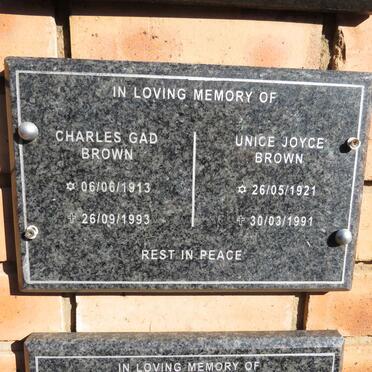 IN LOVING MEMORY OF
CHARLES GAD
BROWN
✡ 06/06/1913
✝ 26/09/1993
UNICE JOYCE
BROWN
✡ 26/05/1921
✝ 30/03/1991
REST IN PEACE
IN LOVING MEMORY OF